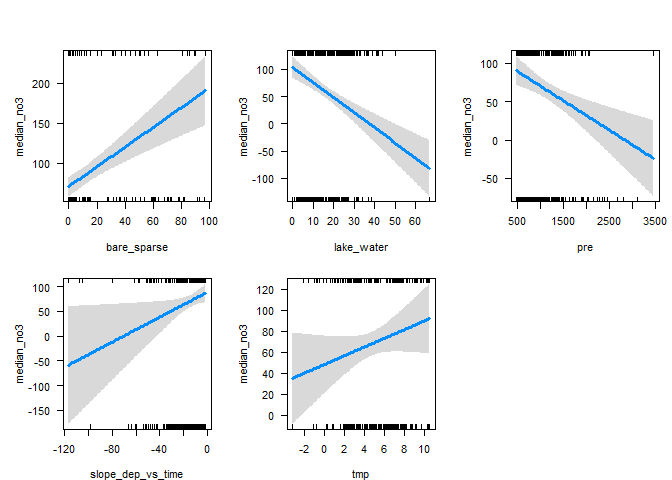 median_no3
200
150
100
0 20 40 60 80 100
bare_sparse
median_no3
100
50
0
-50
-100
0 10 20 30 40 50 60
lake_water
median_no3
100
50
0
-50
500 1500 2500 3500
pre
median_no3
100
50
0
-50
-100
-150
-120 -80 -40 0
slope_dep_vs_time
median_no3
120
100
80
60
40
20
0
-2 0 2 4 6 8 10
tmp